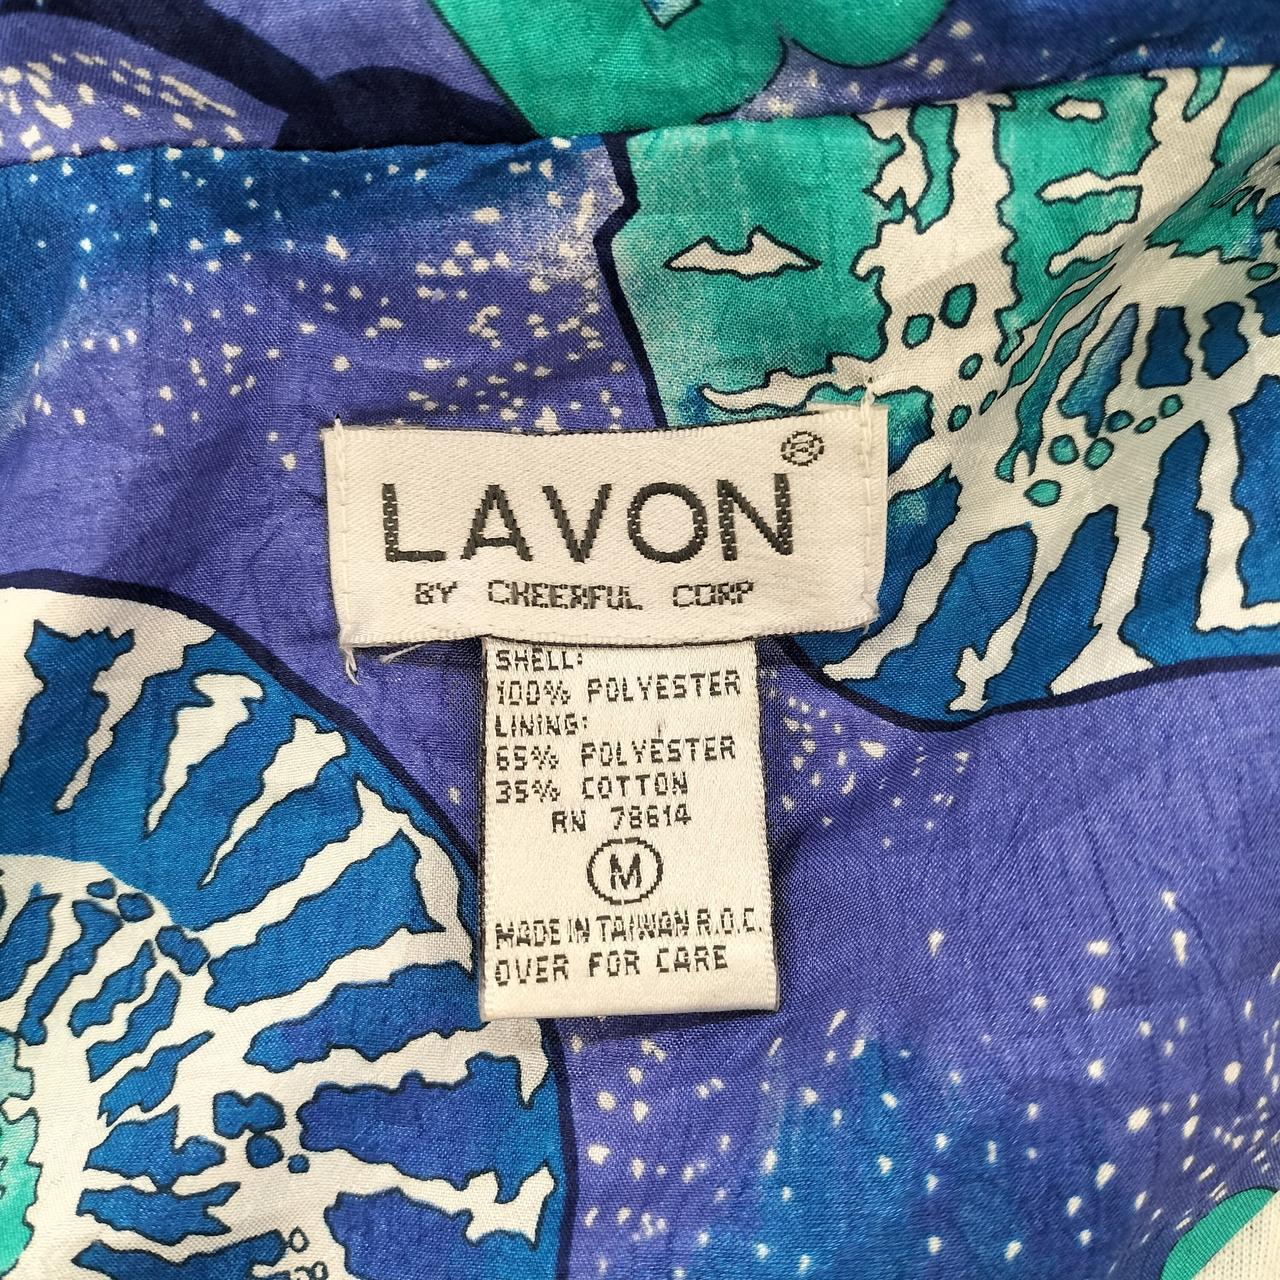 LAVON®
BY CHEERFUL CORP
SHELL:
100% POLYESTER
LINING:
65% POLYESTER
35% COTTON
RN 78614
M
MADE IN TAIWAN R.O.C.
OVER FOR CARE